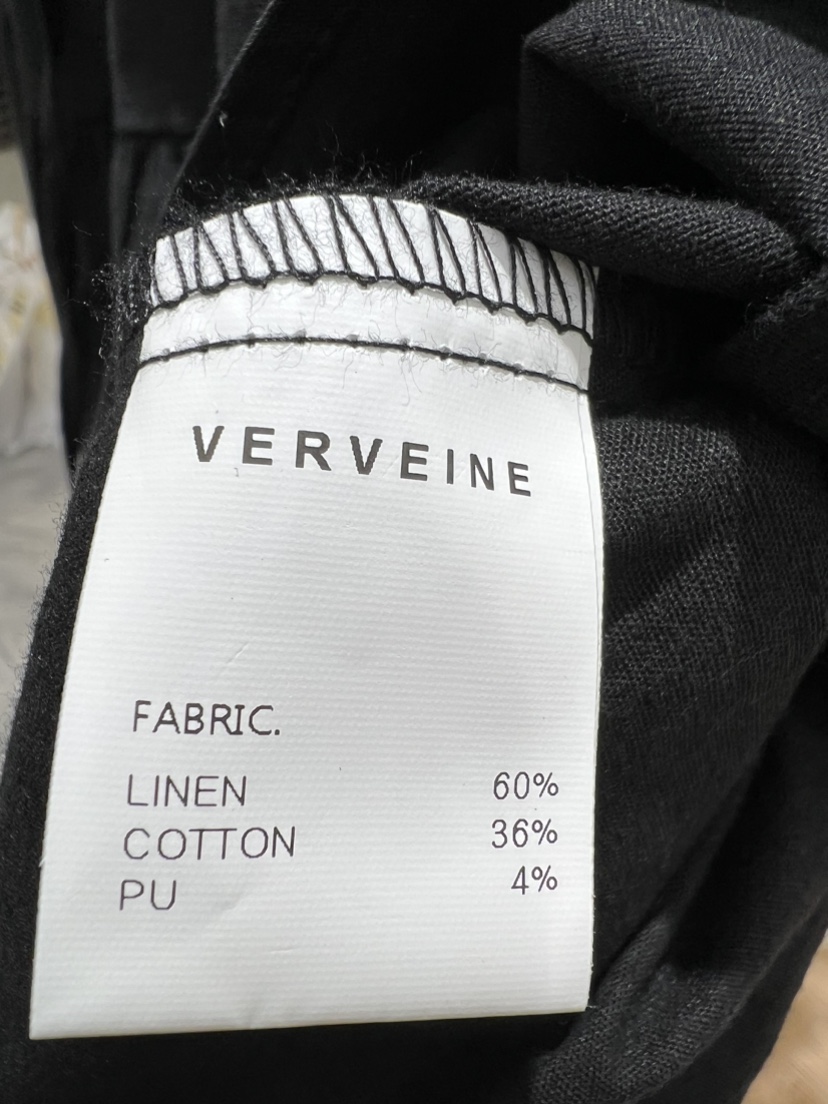 VERVEINE
FABRIC.
LINEN 60%
COTTON 36%
PU 4%